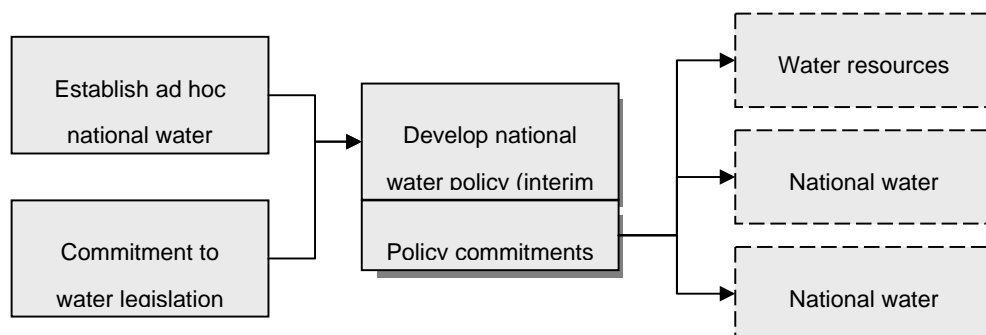 Establish ad hoc
national water
Commitment to
water legislation
Develop national
water policy (interim
Policy commitments
Water resources
National water
National water